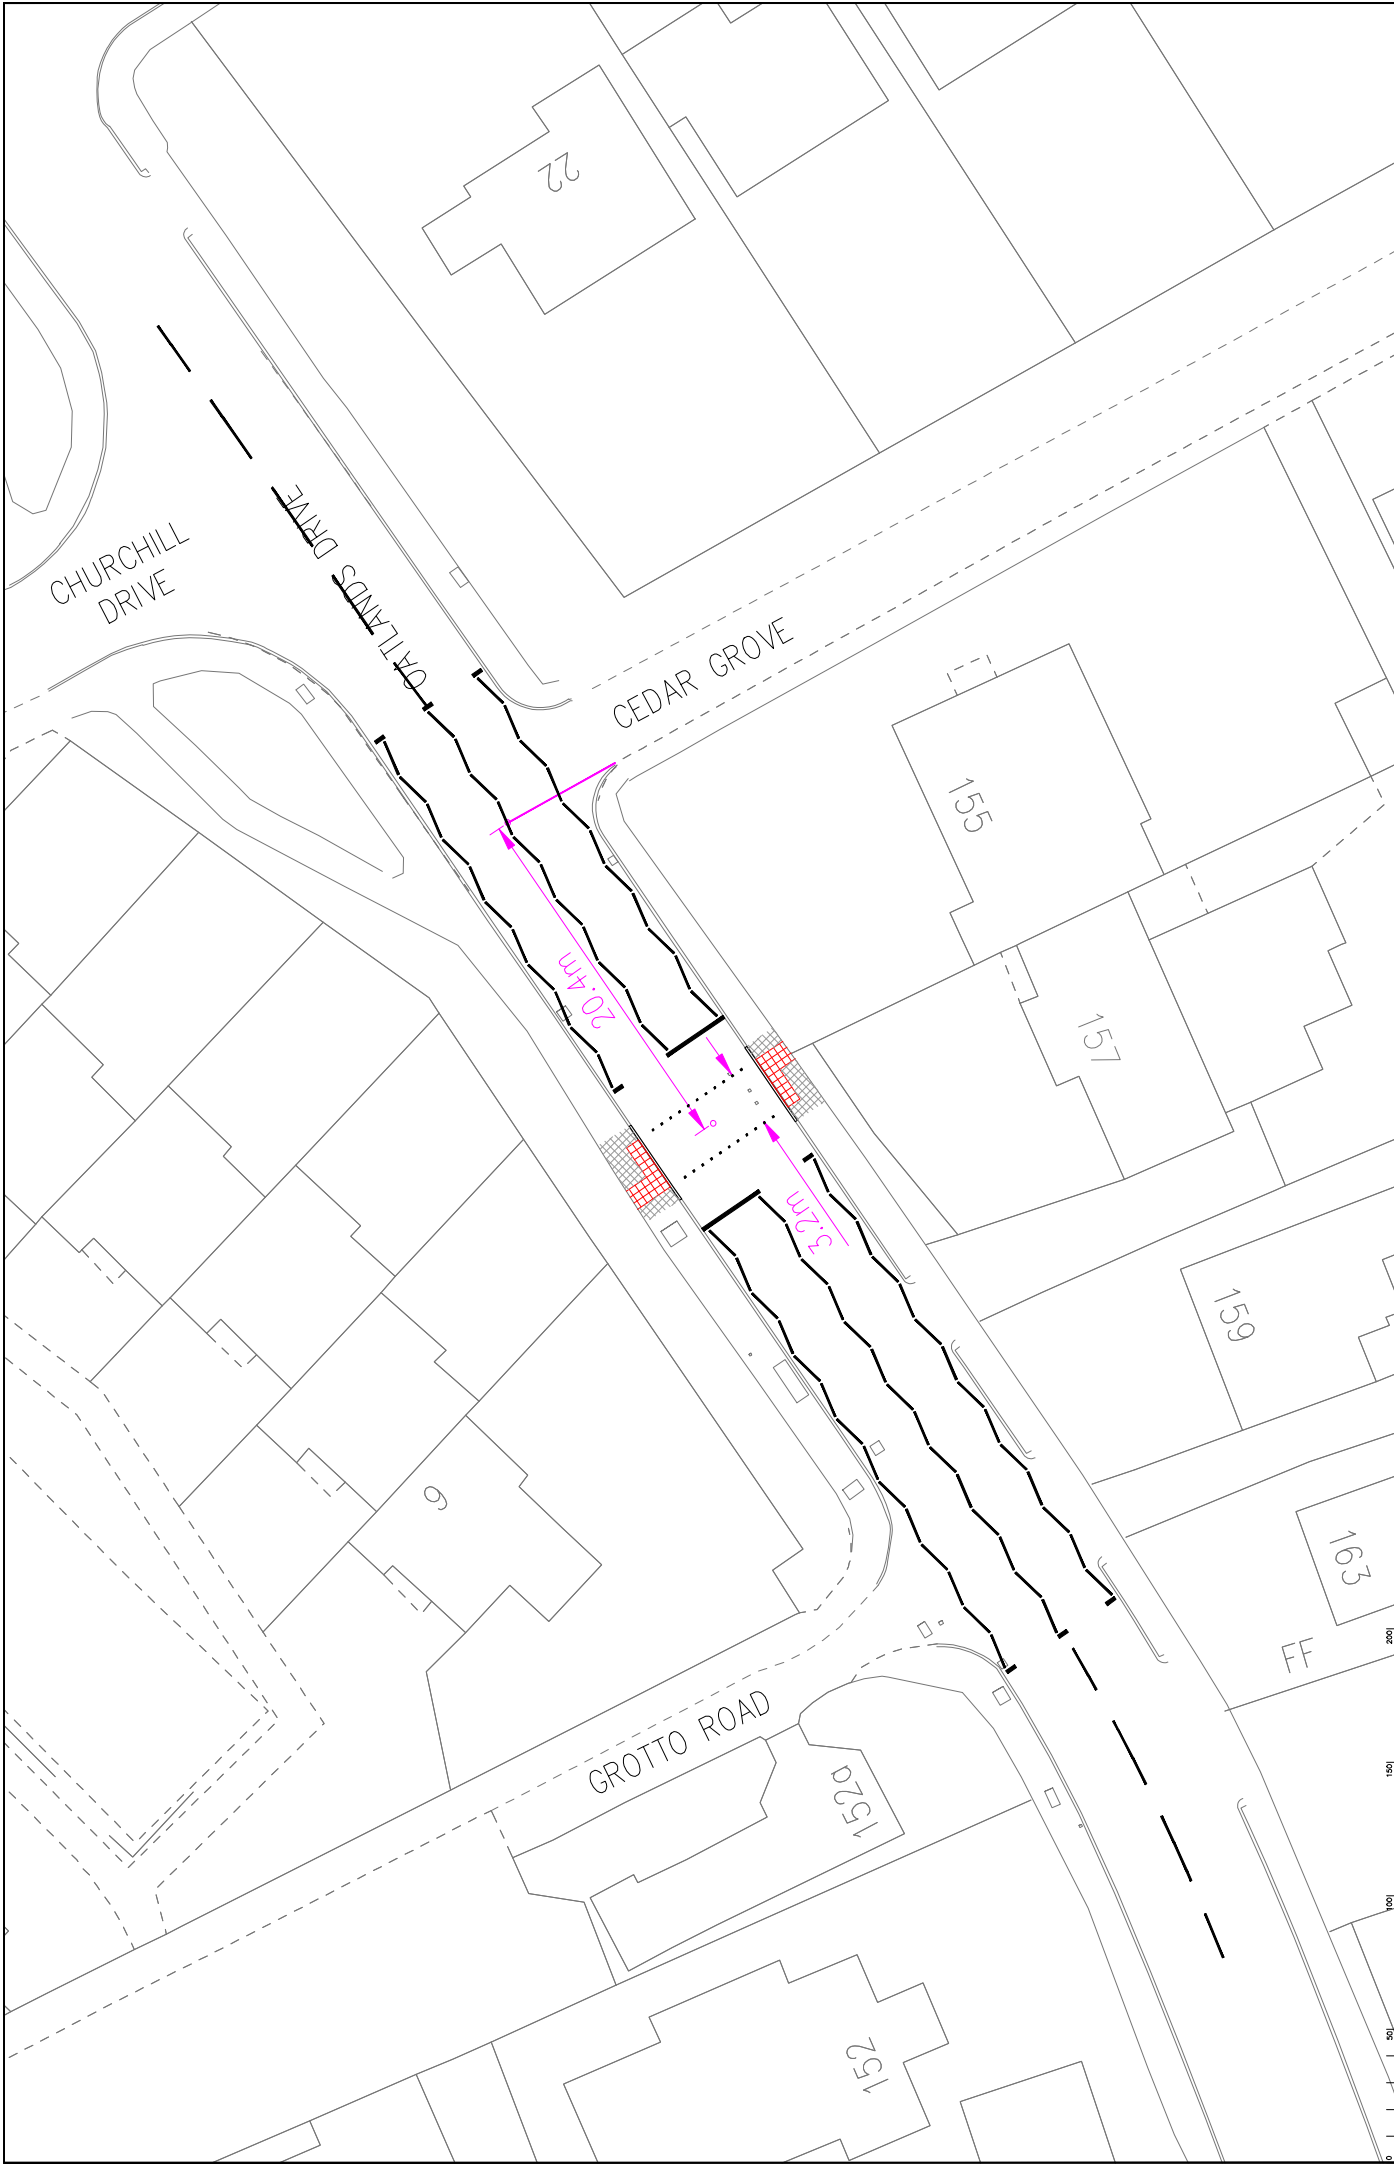 22
CHURCHILL
DRIVE
OATLANDS DRIVE
CEDAR GROVE
155
20.4m
157
3.2m
159
9
163
FF
GROTTO ROAD
152a
152
200
150
100
50
0